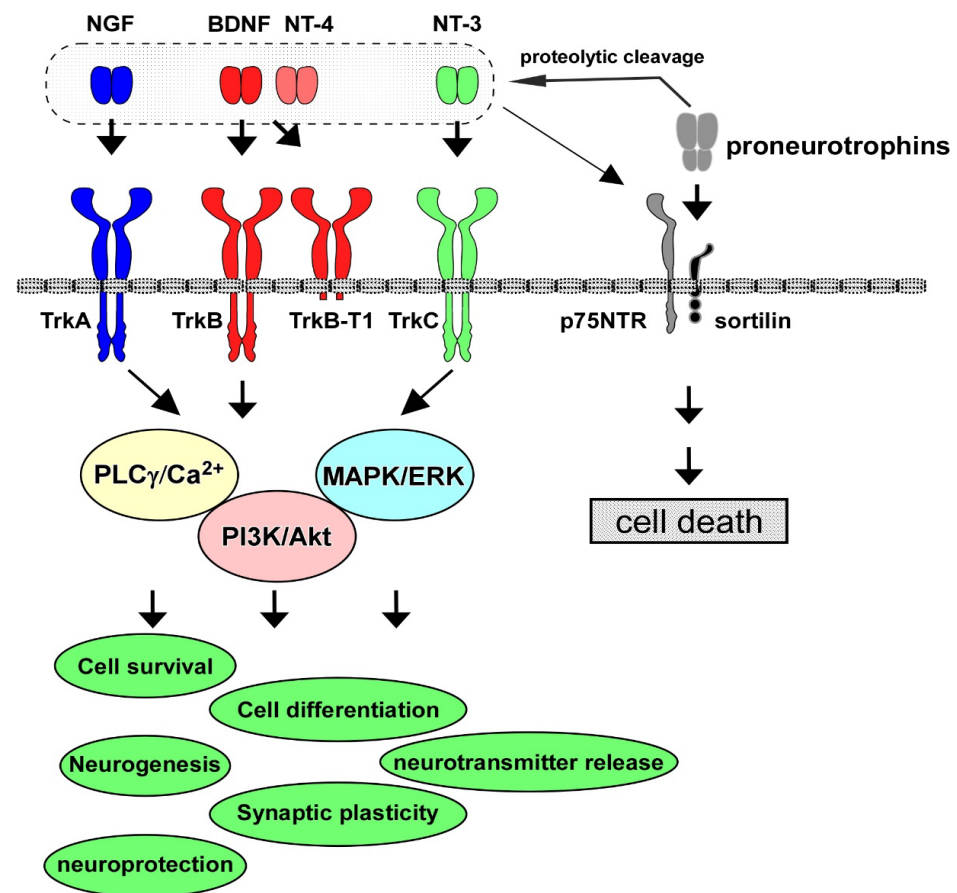 NGF
BDNF
NT-4
NT-3
proteolytic cleavage
proneurotrophins
TrkA
TrkB
TrkB-T1
TrkC
p75NTR
sortilin
PLCγ/Ca²⁺
MAPK/ERK
PI3K/Akt
cell death
Cell survival
Cell differentiation
Neurogenesis
neurotransmitter release
Synaptic plasticity
neuroprotection